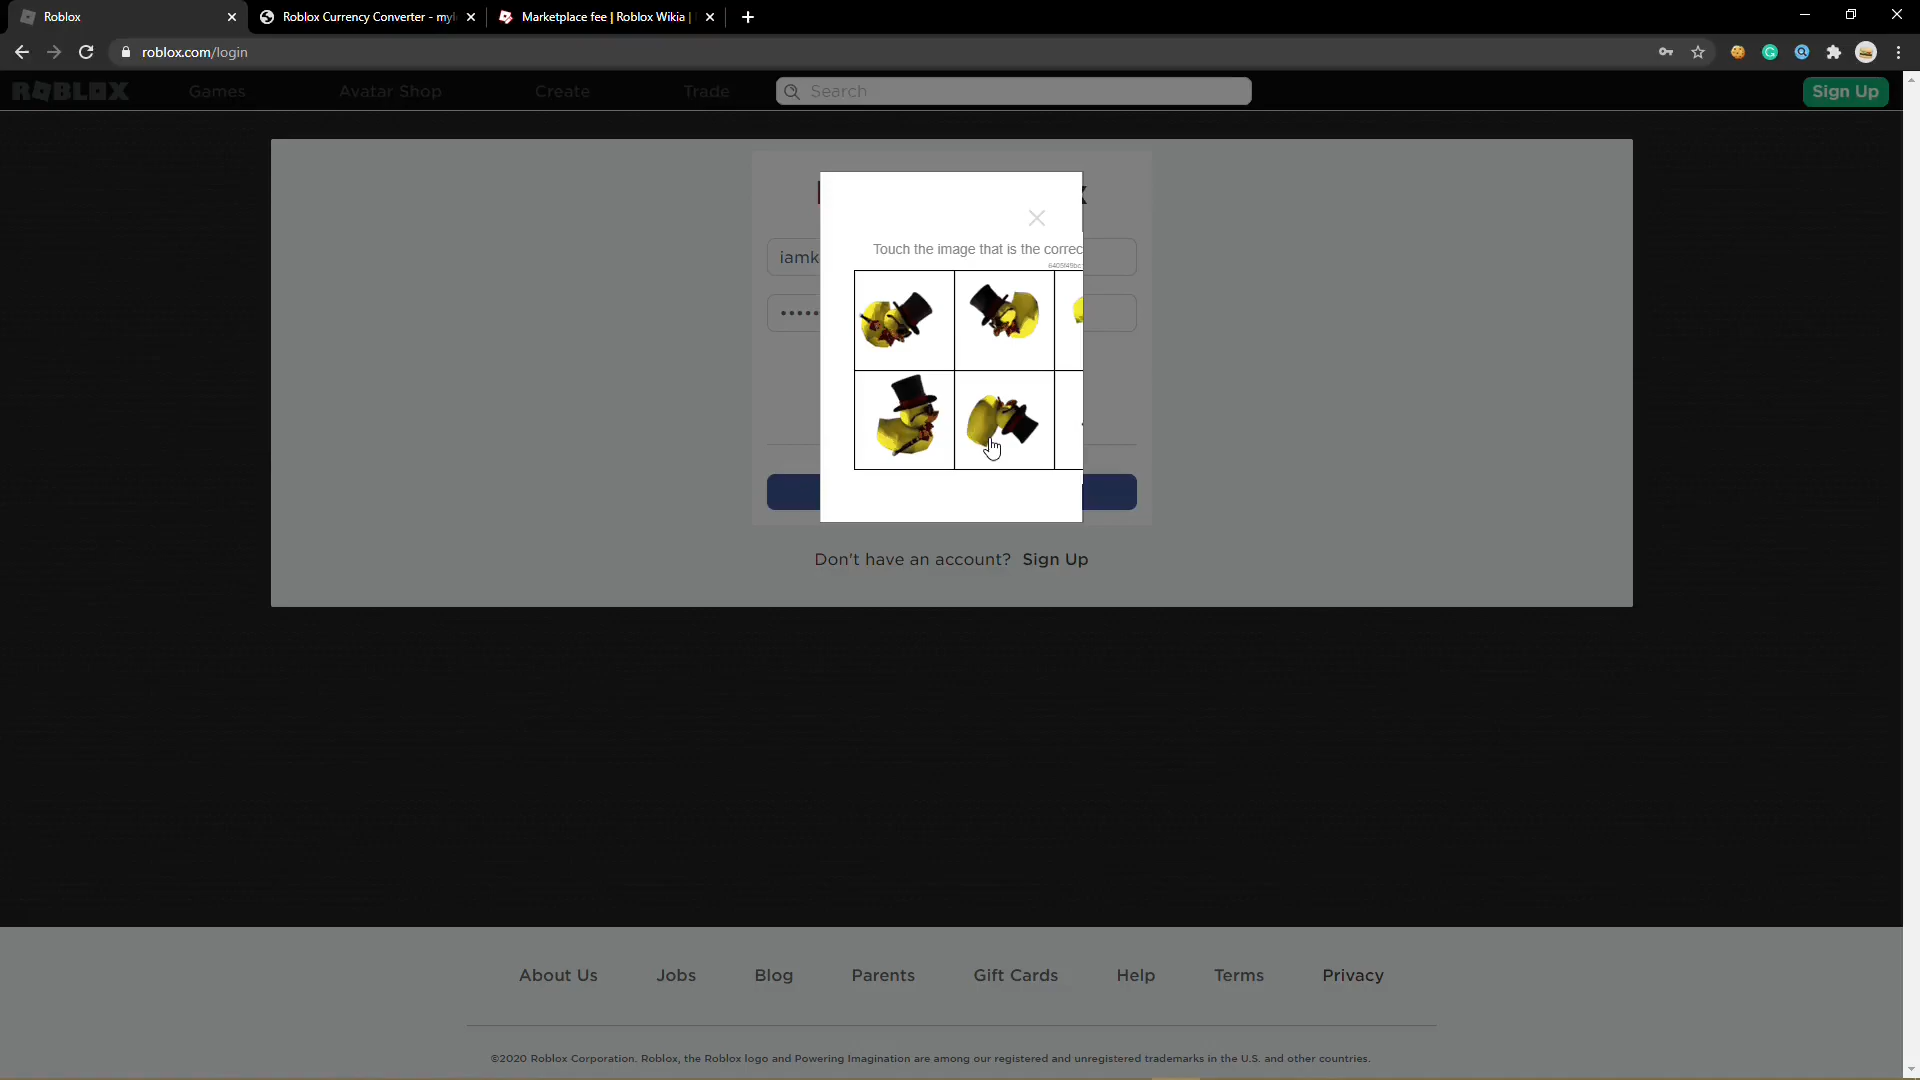 Roblox
Roblox Currency Converter - myl
Marketplace fee | Roblox Wikia |
roblox.com/login
ROBLOX
Games
Avatar Shop
Create
Trade
Search
Sign Up
Touch the image that is the correc
iamk
Don't have an account? Sign Up
About Us
Jobs
Blog
Parents
Gift Cards
Help
Terms
Privacy
©2020 Roblox Corporation. Roblox, the Roblox logo and Powering Imagination are among our registered and unregistered trademarks in the U.S. and other countries.